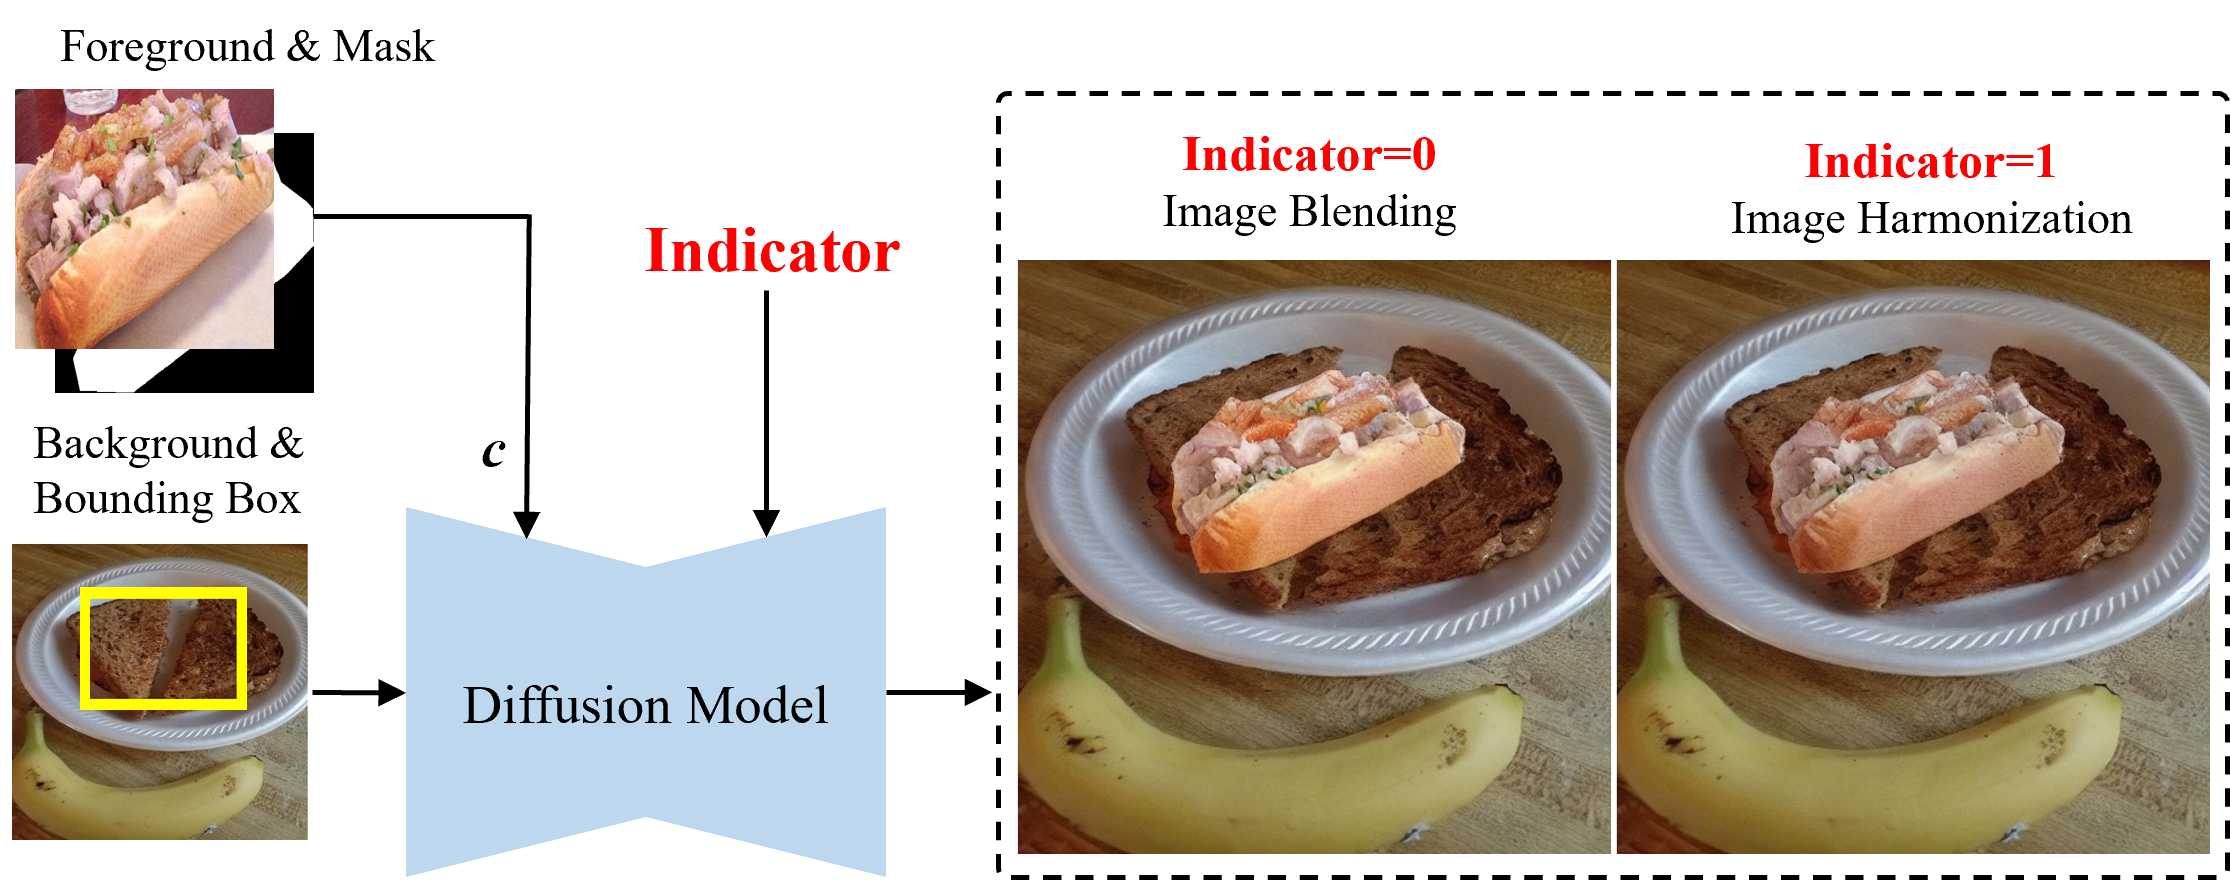 Foreground & Mask
Background &
Bounding Box
c
Indicator
Diffusion Model
Indicator=0
Image Blending
Indicator=1
Image Harmonization